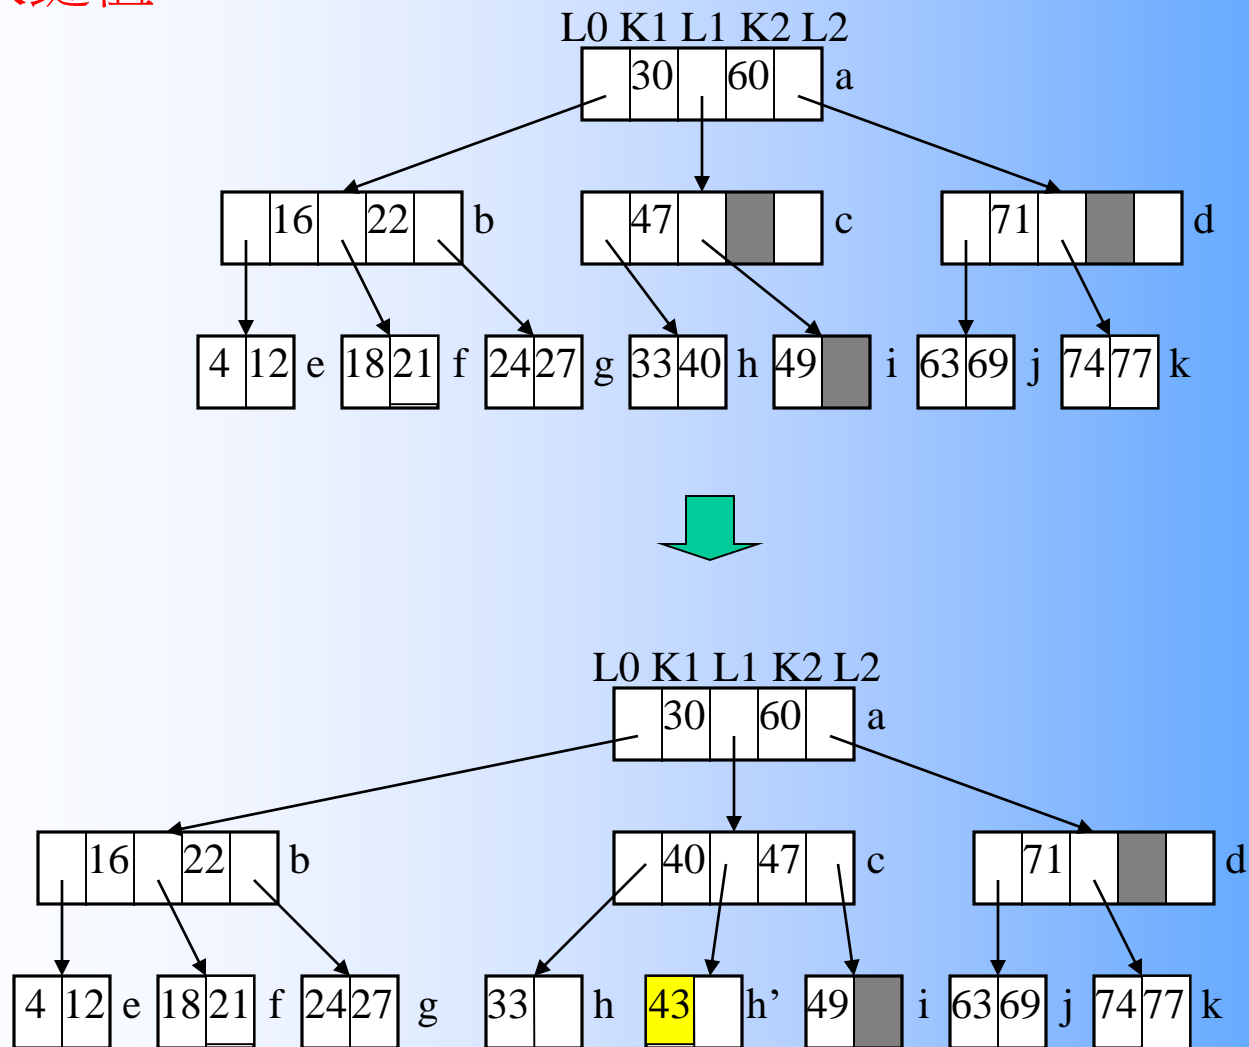 键值
L0 K1 L1 K2 L2
30 60 a
16 22 b 47 c 71 d
4 12 e 18 21 f 24 27 g 33 40 h 49 i 63 69 j 74 77 k
L0 K1 L1 K2 L2
30 60 a
16 22 b 40 47 c 71 d
4 12 e 18 21 f 24 27 g 33 h 43 h’ 49 i 63 69 j 74 77 k